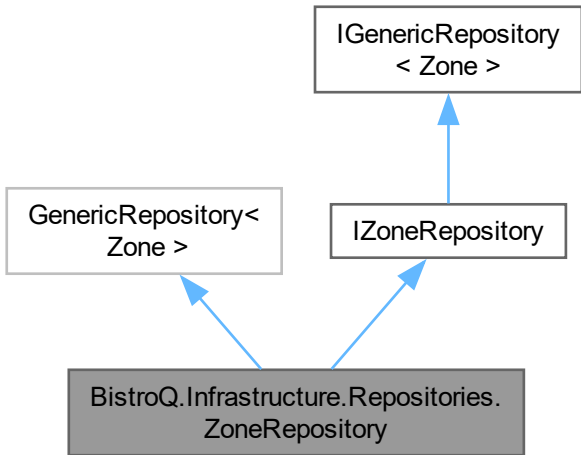 IGenericRepository
< Zone >
GenericRepository<
Zone >
IZoneRepository
BistroQ.Infrastructure.Repositories.
ZoneRepository